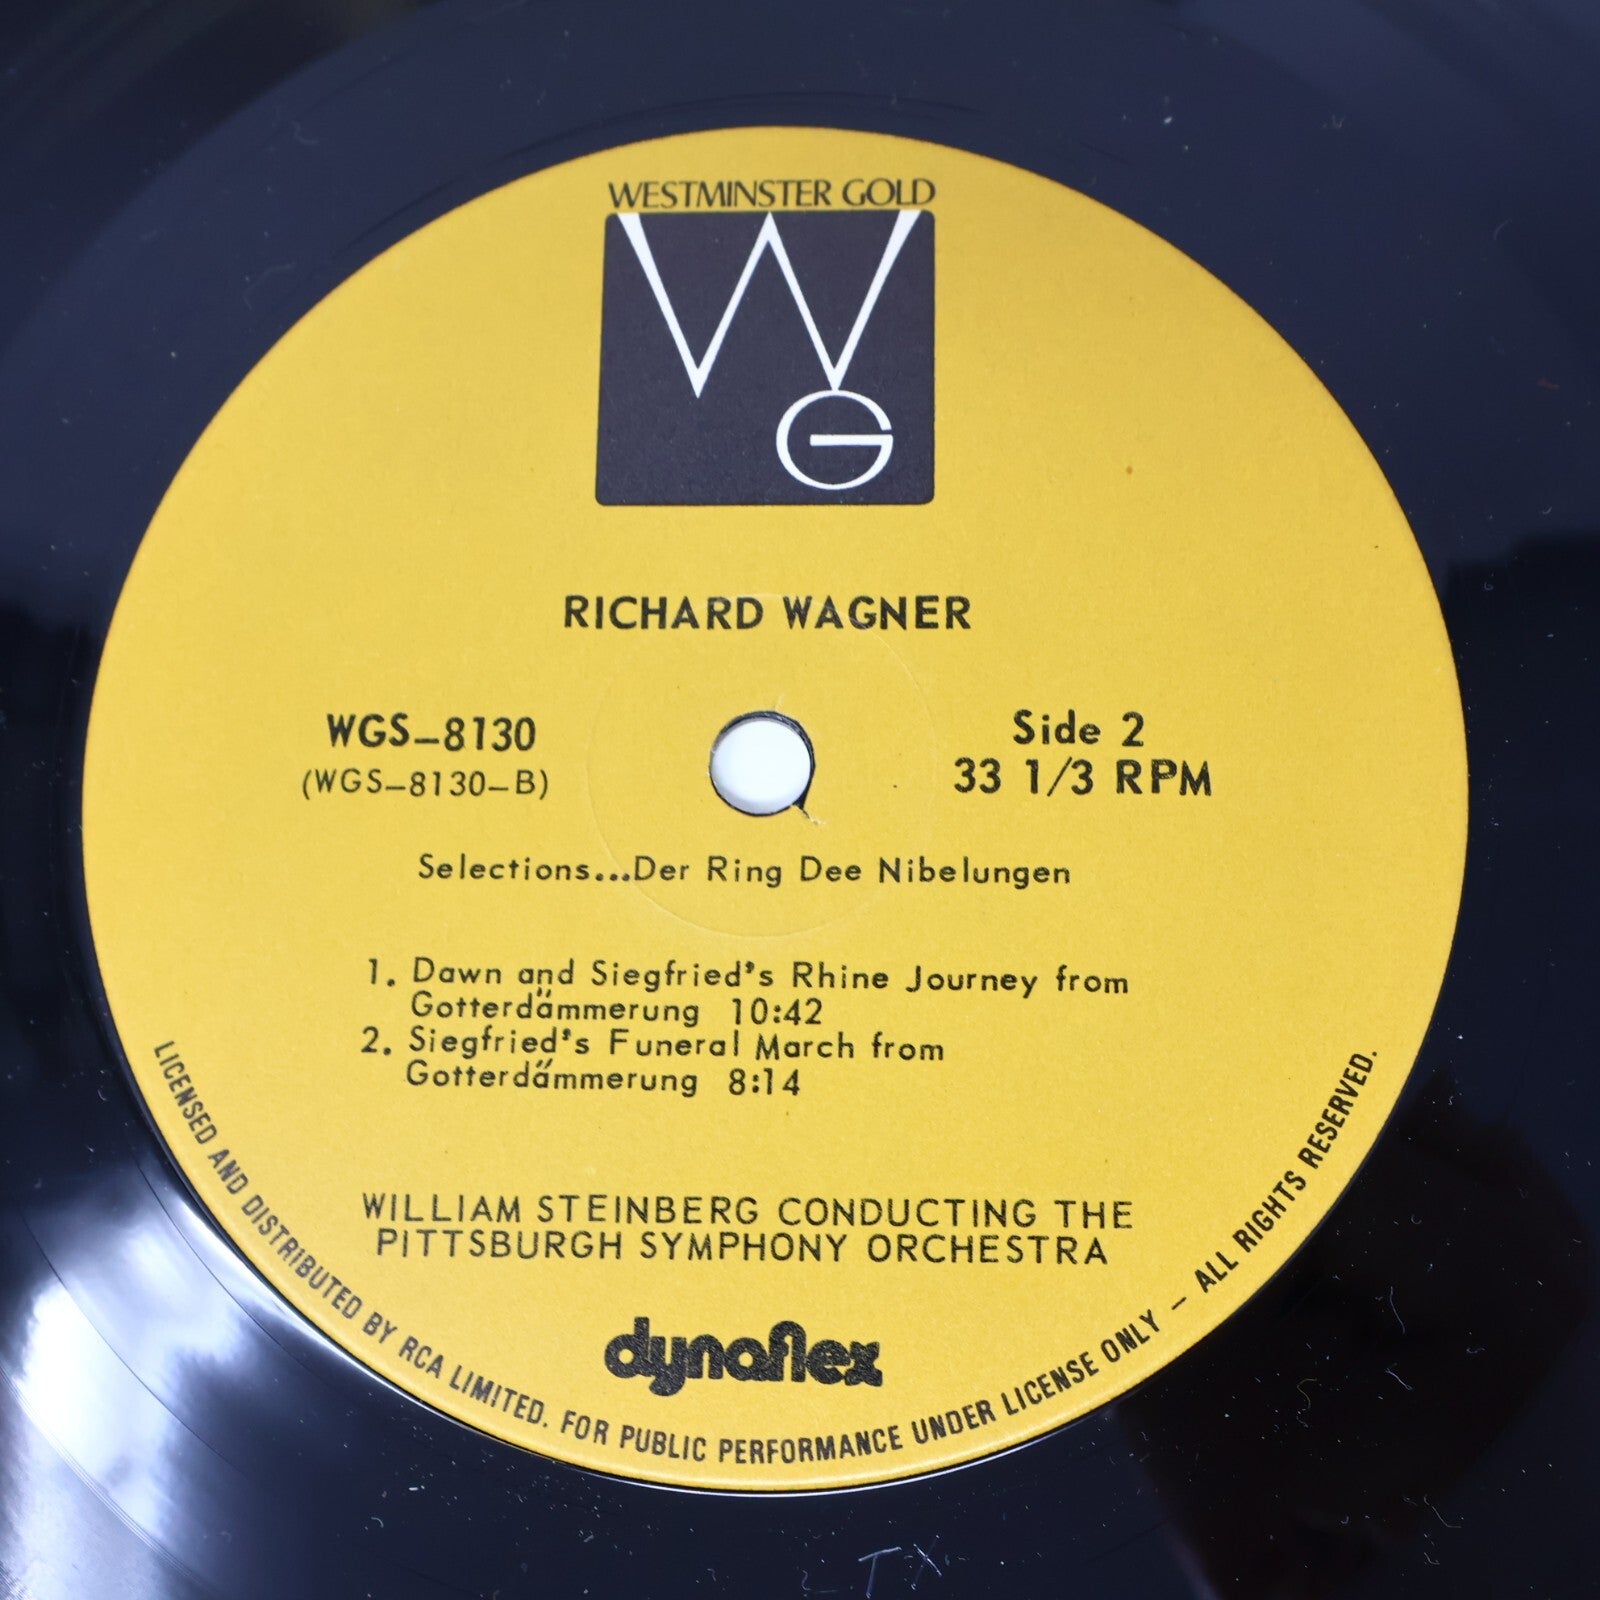 WESTMINSTER GOLD
WG
RICHARD WAGNER
WGS-8130
(WGS-8130-B)
Side 2
33 1/3 RPM
Selections...Der Ring Dee Nibelungen
1. Dawn and Siegfried's Rhine Journey from
Gotterdämmerung 10:42
2. Siegfried's Funeral March from
Gotterdämmerung 8:14
WILLIAM STEINBERG CONDUCTING THE
PITTSBURGH SYMPHONY ORCHESTRA
dynaflex
LICENSED AND DISTRIBUTED BY RCA LIMITED. FOR PUBLIC PERFORMANCE UNDER LICENSE ONLY – ALL RIGHTS RESERVED.